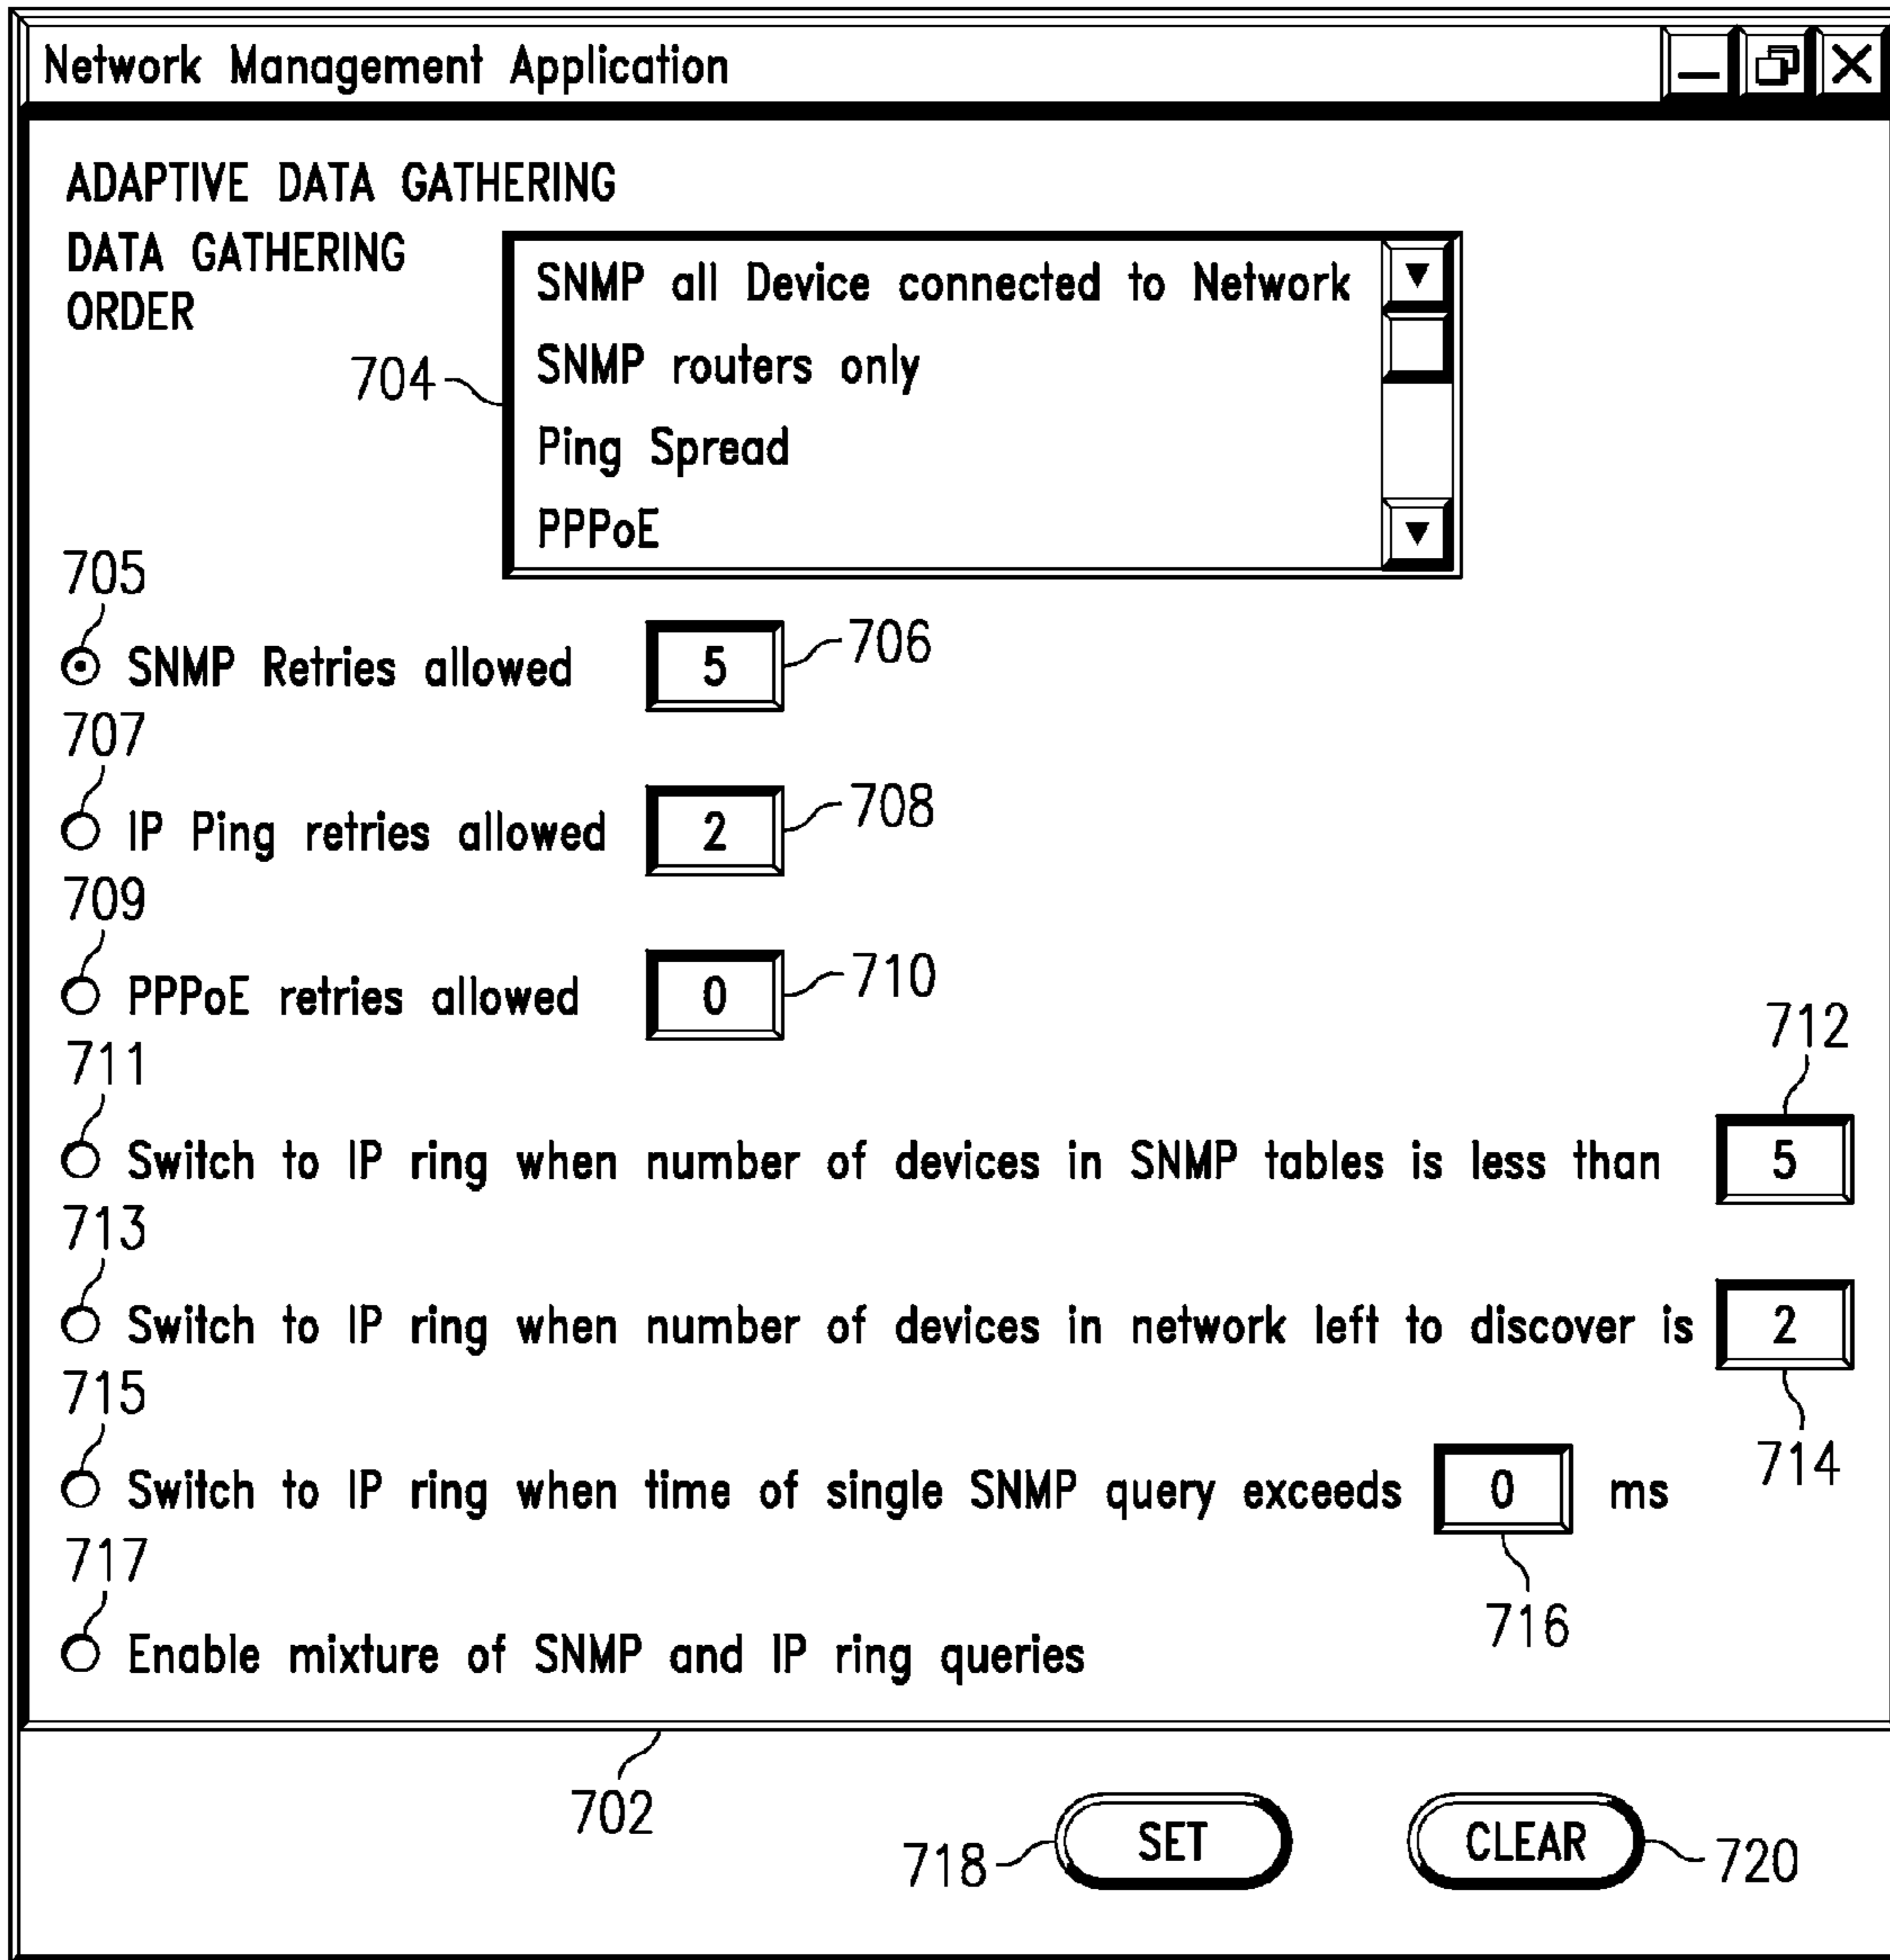 Network Management Application
ADAPTIVE DATA GATHERING
DATA GATHERING
ORDER
704
SNMP all Device connected to Network
SNMP routers only
Ping Spread
PPPoE
705
SNMP Retries allowed 5 706
707
IP Ping retries allowed 2 708
709
PPPoE retries allowed 0 710
711
712
Switch to IP ring when number of devices in SNMP tables is less than 5
713
Switch to IP ring when number of devices in network left to discover is 2
715
714
Switch to IP ring when time of single SNMP query exceeds 0 ms
717
716
Enable mixture of SNMP and IP ring queries
702
718 SET CLEAR 720